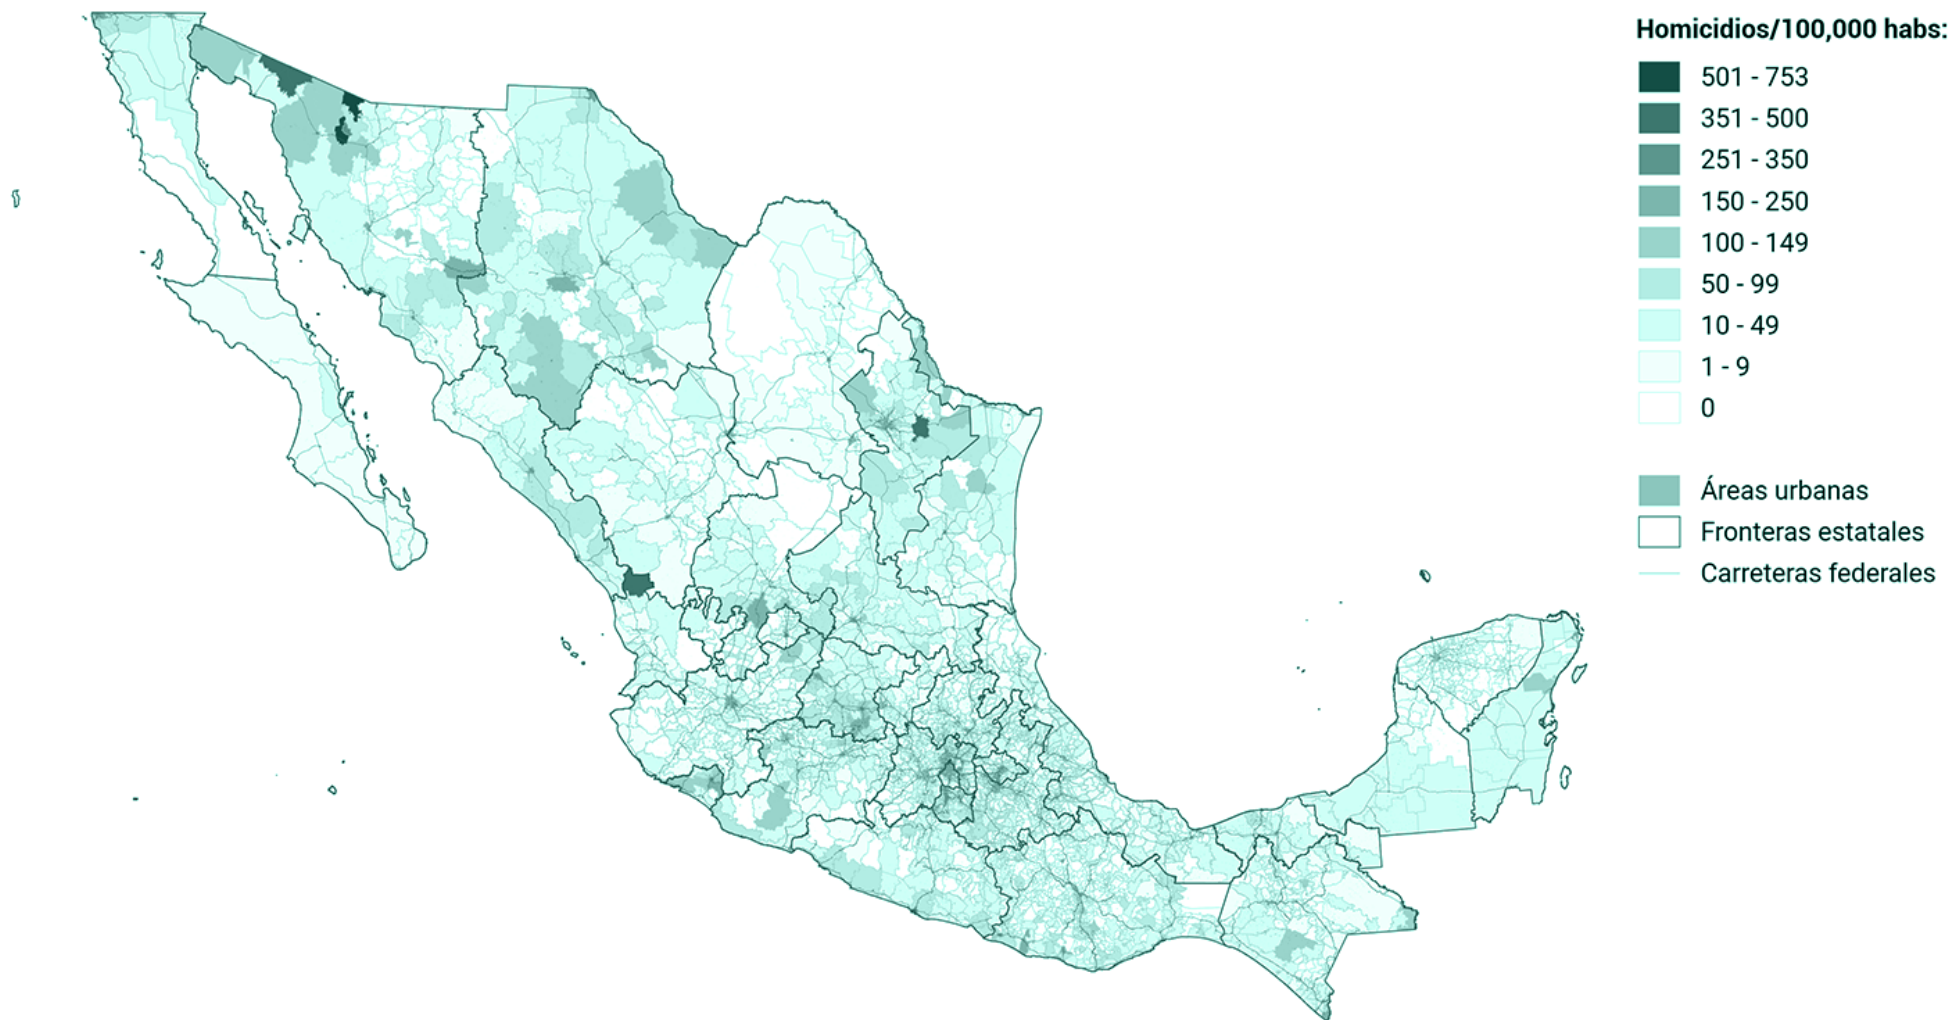 Homicidios/100,000 habs:
501 - 753
351 - 500
251 - 350
150 - 250
100 - 149
50 - 99
10 - 49
1 - 9
0
Áreas urbanas
Fronteras estatales
Carreteras federales